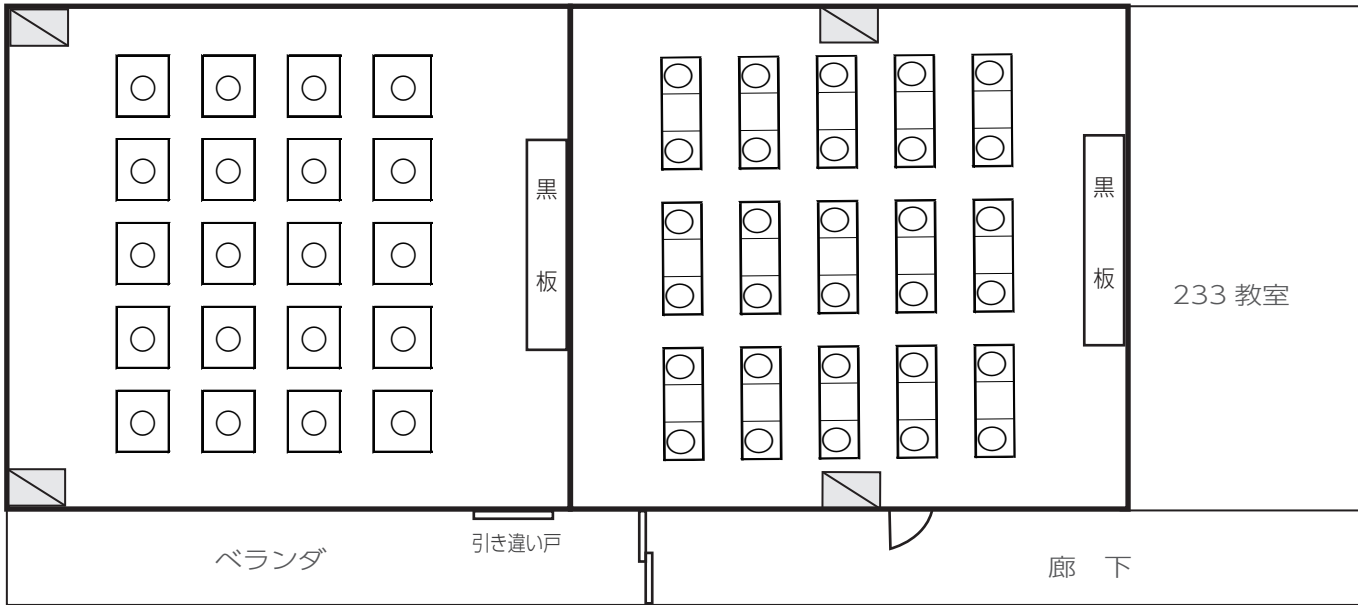 黒板
黒板
233 教室
ベランダ
引き違い戸
廊 下